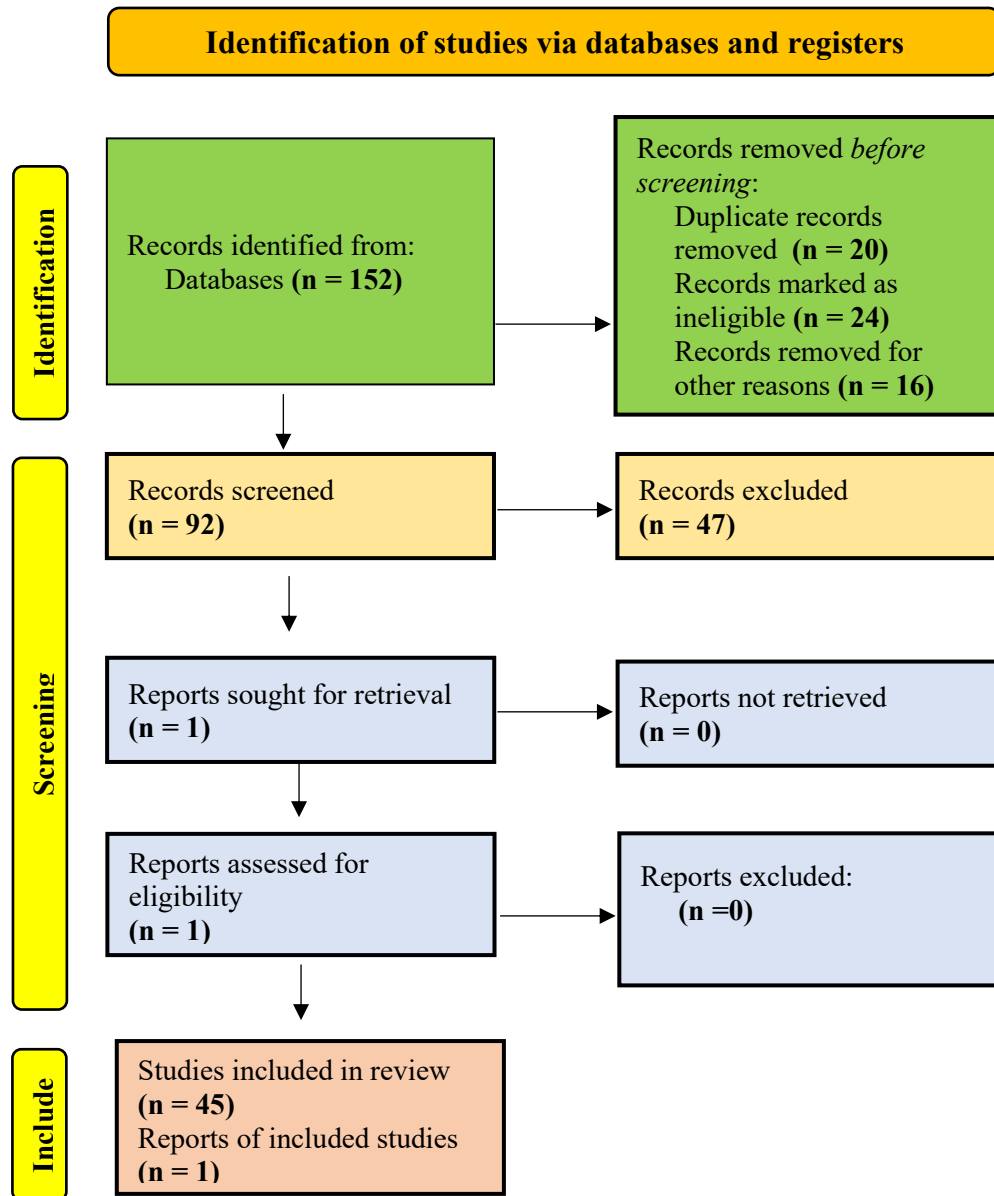 Identification of studies via databases and registers
Identification
Records identified from:
Databases (n = 152)
Records removed before
screening:
Duplicate records
removed  (n = 20)
Records marked as
ineligible (n = 24)
Records removed for
other reasons (n = 16)
Screening
Records screened
(n = 92)
Records excluded
(n = 47)
Reports sought for retrieval
(n = 1)
Reports not retrieved
(n = 0)
Reports assessed for
eligibility
(n = 1)
Reports excluded:
(n =0)
Include
Studies included in review
(n = 45)
Reports of included studies
(n = 1)